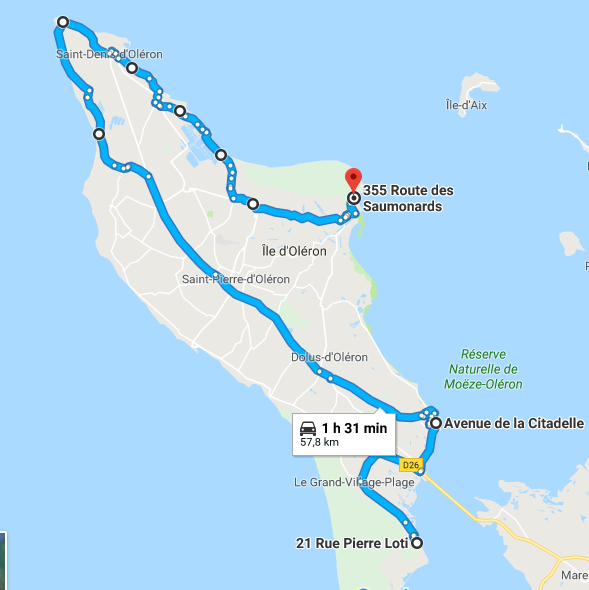 Saint-Denis-d'Oléron
Île-d'Aix
355 Route des
Saumonards
Île d'Oléron
Saint-Pierre-d'Oléron
Dolus-d'Oléron
Réserve
Naturelle de
Moëze-Oléron
1 h 31 min
57,8 km
Avenue de la Citadelle
D26
Le Grand-Village-Plage
21 Rue Pierre Loti